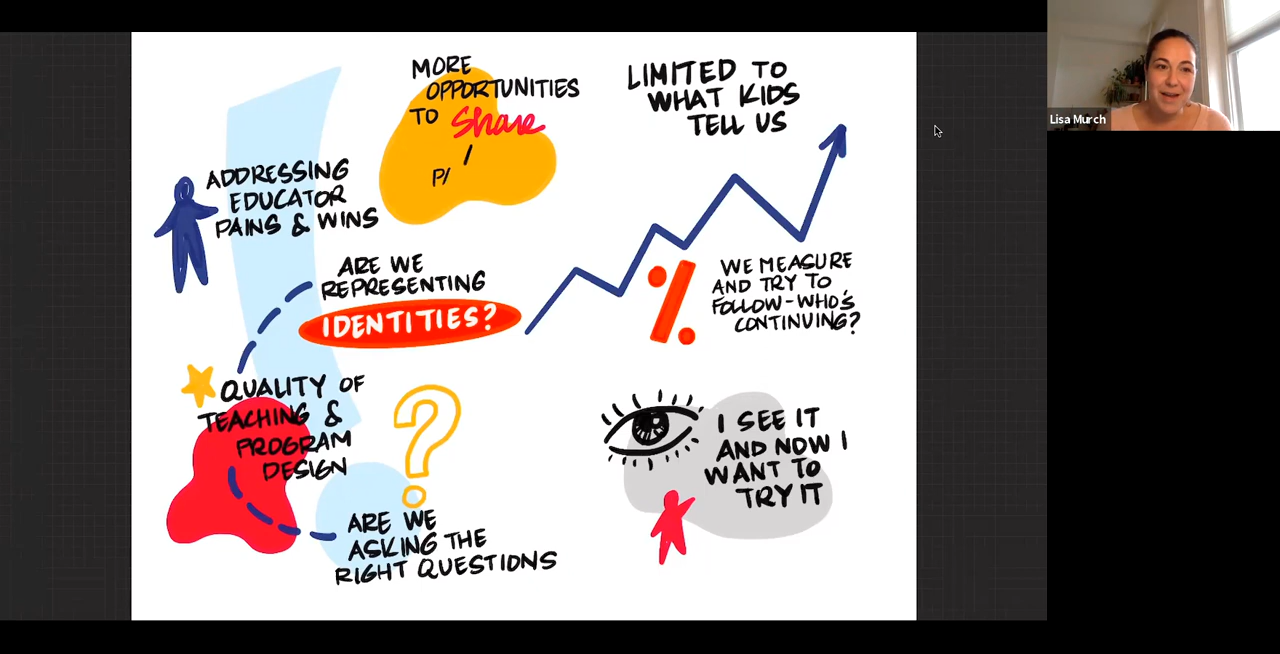 MORE
OPPORTUNITIES
TO Share
P/
LIMITED TO
WHAT KIDS
TELL US
ADDRESSING
EDUCATOR
PAINS & WINS
ARE WE
REPRESENTING
IDENTITIES?
WE MEASURE
AND TRY TO
FOLLOW-WHO'S
CONTINUING?
QUALITY OF
TEACHING &
PROGRAM
DESIGN
ARE WE
ASKING THE
RIGHT QUESTIONS
?
%
I SEE IT
AND NOW I
WANT TO
TRY IT
Lisa Murch